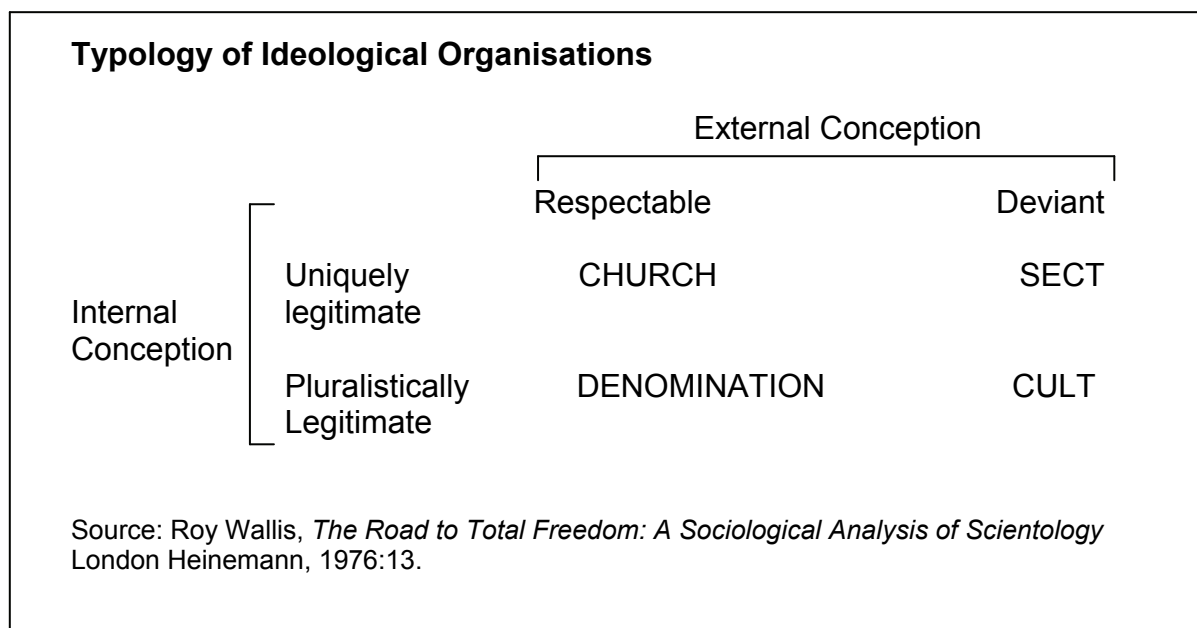 Typology of Ideological Organisations
External Conception
Respectable Deviant
Uniquely CHURCH SECT
legitimate
Internal
Conception
Pluralistically DENOMINATION CULT
Legitimate
Source: Roy Wallis, The Road to Total Freedom: A Sociological Analysis of Scientology
London Heinemann, 1976:13.